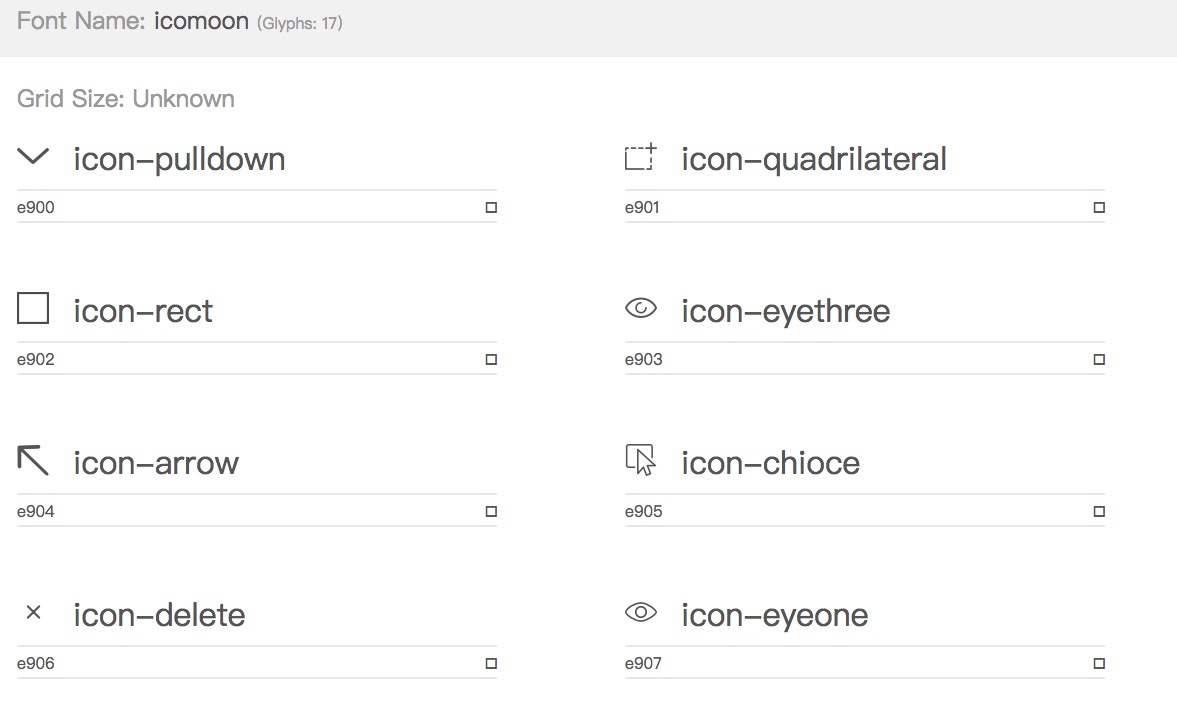 Font Name: icomoon (Glyphs: 17)
Grid Size: Unknown
icon-pulldown
e900
icon-quadrilateral
e901
icon-rect
e902
icon-eyethree
e903
icon-arrow
e904
icon-chioce
e905
icon-delete
e906
icon-eyeone
e907